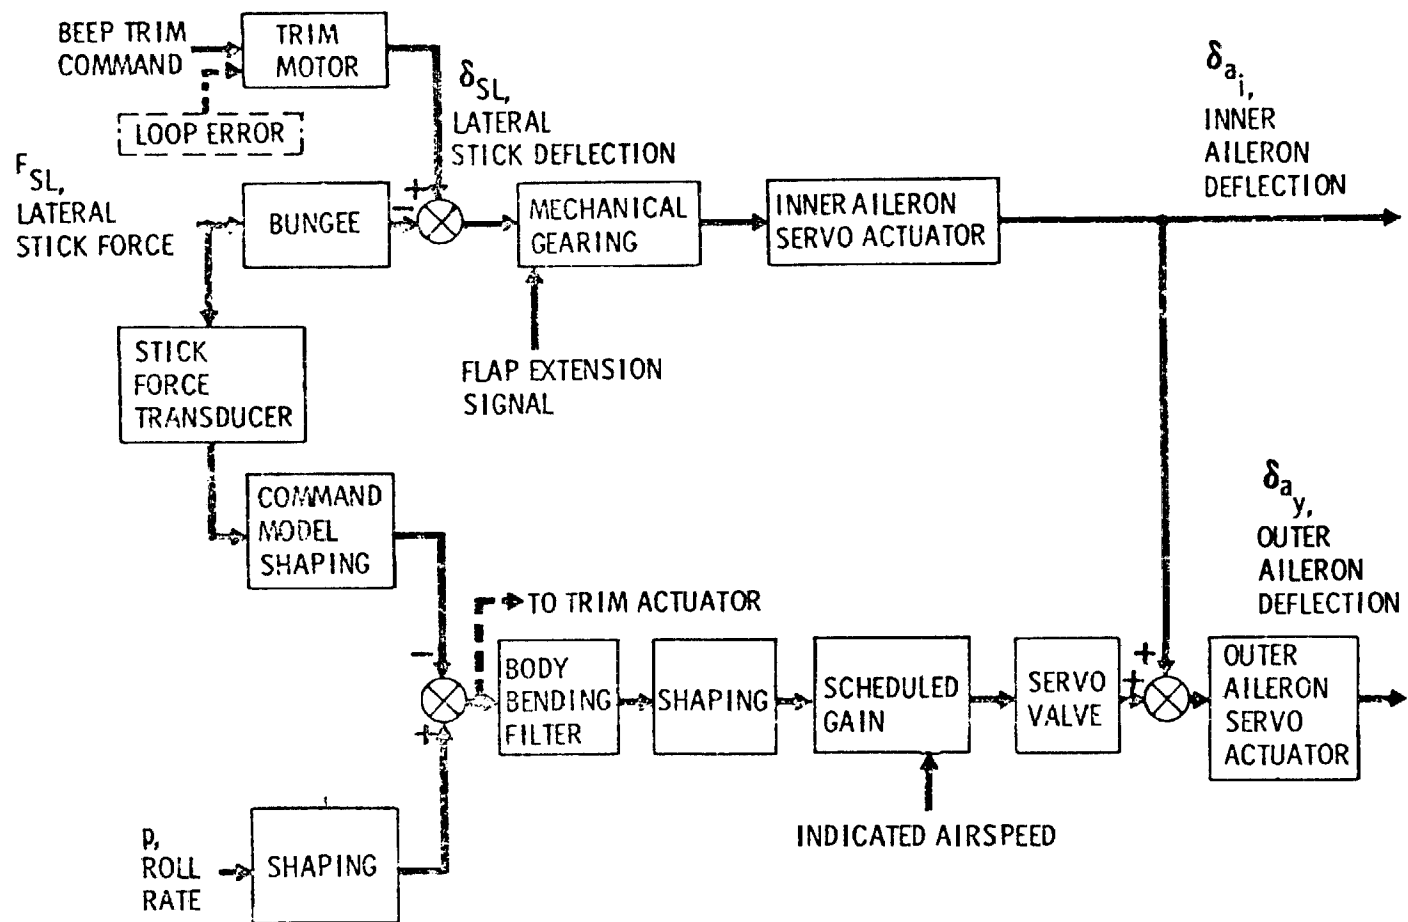 BEEP TRIM
COMMAND
TRIM
MOTOR
LOOP ERROR
δSL,
LATERAL
STICK DEFLECTION
δai,
INNER
AILERON
DEFLECTION
FSL,
LATERAL
STICK FORCE
BUNGEE
+
−
MECHANICAL
GEARING
INNER AILERON
SERVO ACTUATOR
STICK
FORCE
TRANSDUCER
FLAP EXTENSION
SIGNAL
COMMAND
MODEL
SHAPING
δay,
OUTER
AILERON
DEFLECTION
TO TRIM ACTUATOR
−
+
BODY
BENDING
FILTER
SHAPING
SCHEDULED
GAIN
SERVO
VALVE
+
+
OUTER
AILERON
SERVO
ACTUATOR
INDICATED AIRSPEED
p,
ROLL
RATE
SHAPING